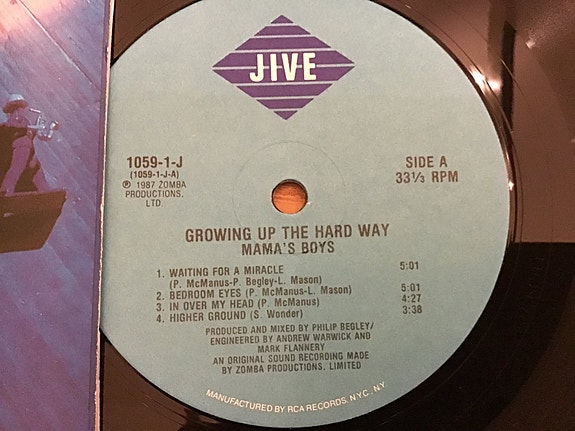 JIVE
1059-1-J
(1059-1-J-A)
℗ 1987 ZOMBA
PRODUCTIONS,
LTD.
SIDE A
33⅓ RPM
GROWING UP THE HARD WAY
MAMA'S BOYS
1. WAITING FOR A MIRACLE 5:01
(P. McManus-P. Begley-L. Mason)
2. BEDROOM EYES (P. McManus-L. Mason) 5:01
3. IN OVER MY HEAD (P. McManus) 4:27
4. HIGHER GROUND (S. Wonder) 3:38
PRODUCED AND MIXED BY PHILIP BEGLEY/
ENGINEERED BY ANDREW WARWICK AND
MARK FLANNERY
AN ORIGINAL SOUND RECORDING MADE
BY ZOMBA PRODUCTIONS, LIMITED
MANUFACTURED BY RCA RECORDS, N.Y.C., N.Y.